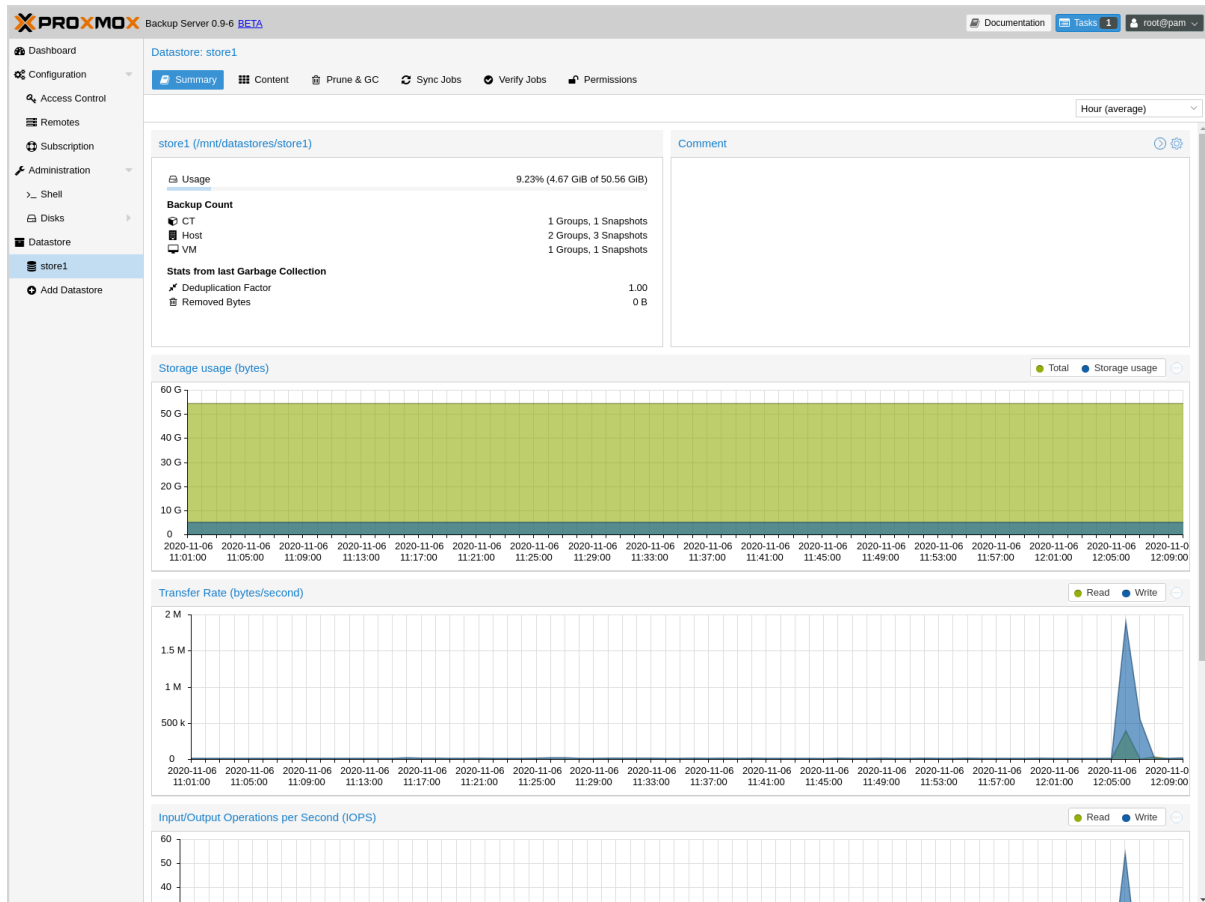 PROXMOX Backup Server 0.9-6 BETA Documentation Tasks 1 root@pam
Dashboard
Configuration
Access Control
Remotes
Subscription
Administration
Shell
Disks
Datastore
store1
Add Datastore
Datastore: store1
Summary Content Prune & GC Sync Jobs Verify Jobs Permissions
Hour (average)
store1 (/mnt/datastores/store1)
Usage 9.23% (4.67 GiB of 50.56 GiB)
Backup Count
CT 1 Groups, 1 Snapshots
Host 2 Groups, 3 Snapshots
VM 1 Groups, 1 Snapshots
Stats from last Garbage Collection
Deduplication Factor 1.00
Removed Bytes 0 B
Comment
Storage usage (bytes) Total Storage usage
60 G
50 G
40 G
30 G
20 G
10 G
0
2020-11-06 2020-11-06 2020-11-06 2020-11-06 2020-11-06 2020-11-06 2020-11-06 2020-11-06 2020-11-06 2020-11-06 2020-11-06 2020-11-06 2020-11-06 2020-11-06 2020-11-06 2020-11-06 2020-11-06 2020-11-0
11:01:00 11:05:00 11:09:00 11:13:00 11:17:00 11:21:00 11:25:00 11:29:00 11:33:00 11:37:00 11:41:00 11:45:00 11:49:00 11:53:00 11:57:00 12:01:00 12:05:00 12:09:00
Transfer Rate (bytes/second) Read Write
2 M
1.5 M
1 M
500 k
0
2020-11-06 2020-11-06 2020-11-06 2020-11-06 2020-11-06 2020-11-06 2020-11-06 2020-11-06 2020-11-06 2020-11-06 2020-11-06 2020-11-06 2020-11-06 2020-11-06 2020-11-06 2020-11-06 2020-11-06 2020-11-0
11:01:00 11:05:00 11:09:00 11:13:00 11:17:00 11:21:00 11:25:00 11:29:00 11:33:00 11:37:00 11:41:00 11:45:00 11:49:00 11:53:00 11:57:00 12:01:00 12:05:00 12:09:00
Input/Output Operations per Second (IOPS) Read Write
60
50
40